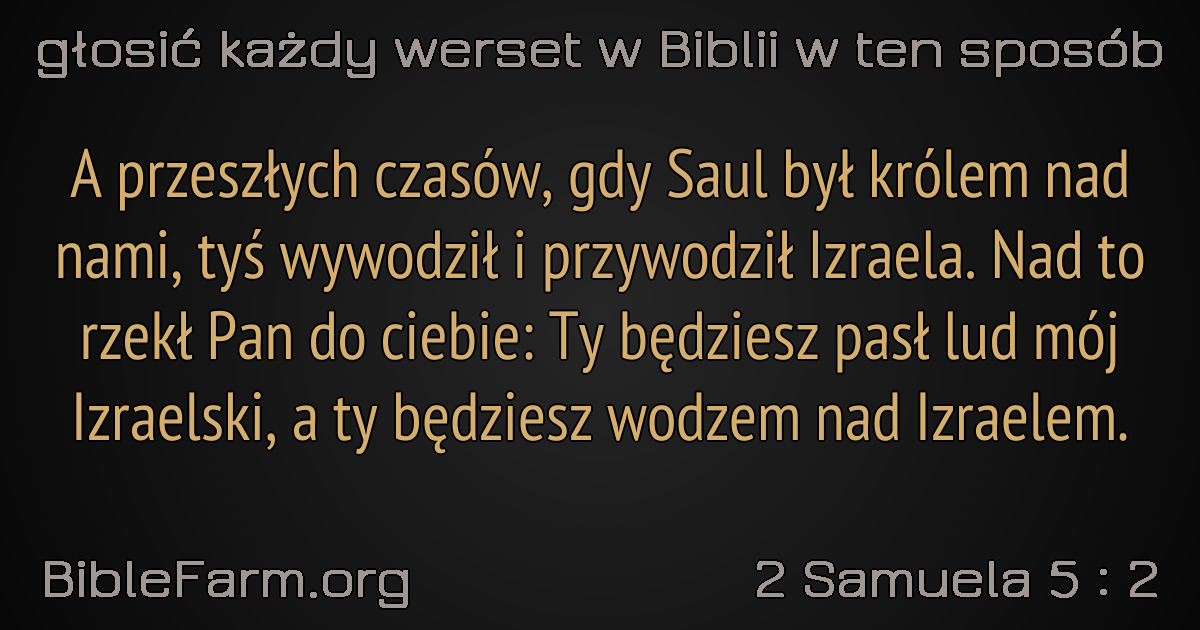 głosić każdy werset w Biblii w ten sposób
A przeszłych czasów, gdy Saul był królem nad
nami, tyś wywodził i przywodził Izraela. Nad to
rzekł Pan do ciebie: Ty będziesz pasł lud mój
Izraelski, a ty będziesz wodzem nad Izraelem.
BibleFarm.org
2 Samuela 5 : 2